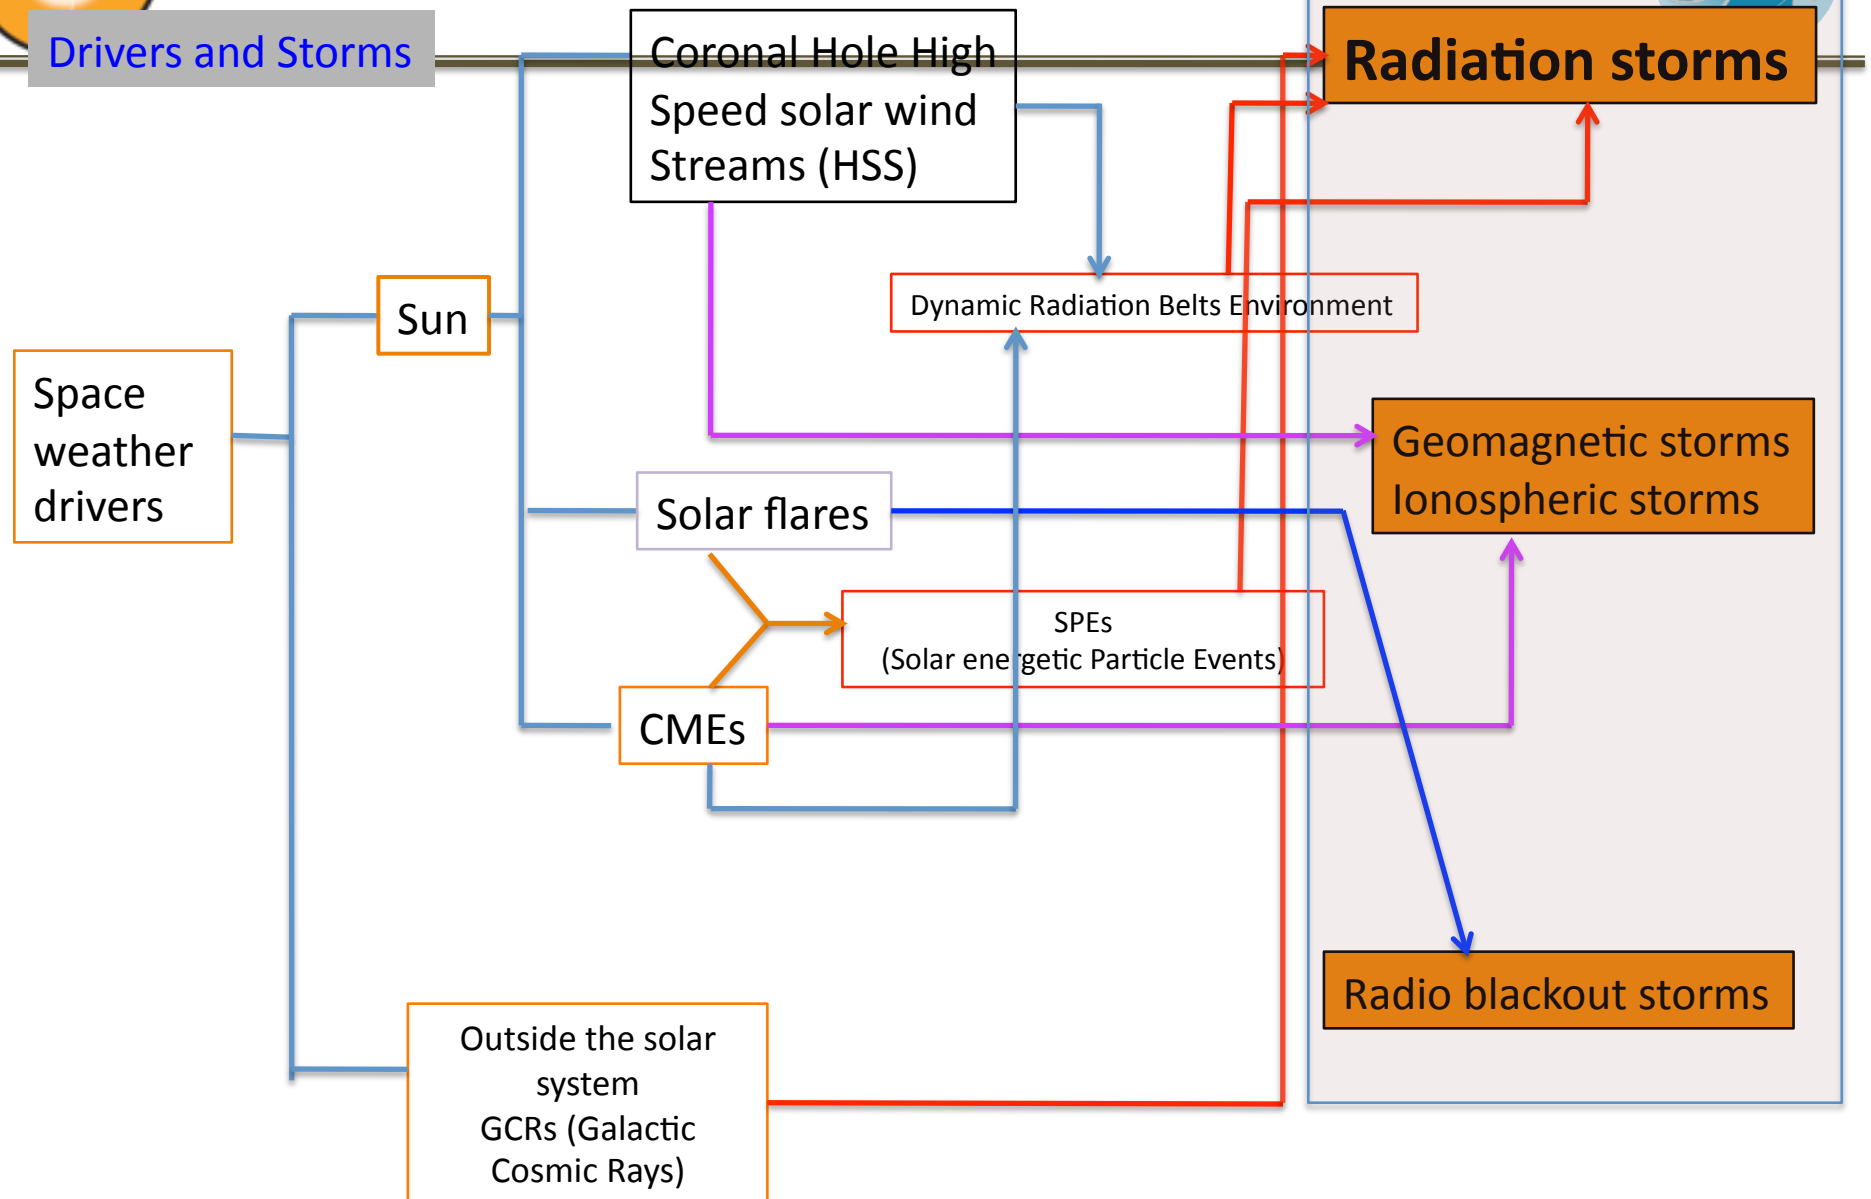 Drivers and Storms
Coronal Hole High
Speed solar wind
Streams (HSS)
Radiation storms
Sun
Dynamic Radiation Belts Environment
Space
weather
drivers
Geomagnetic storms
Ionospheric storms
Solar flares
SPEs
(Solar energetic Particle Events)
CMEs
Radio blackout storms
Outside the solar
system
GCRs (Galactic
Cosmic Rays)